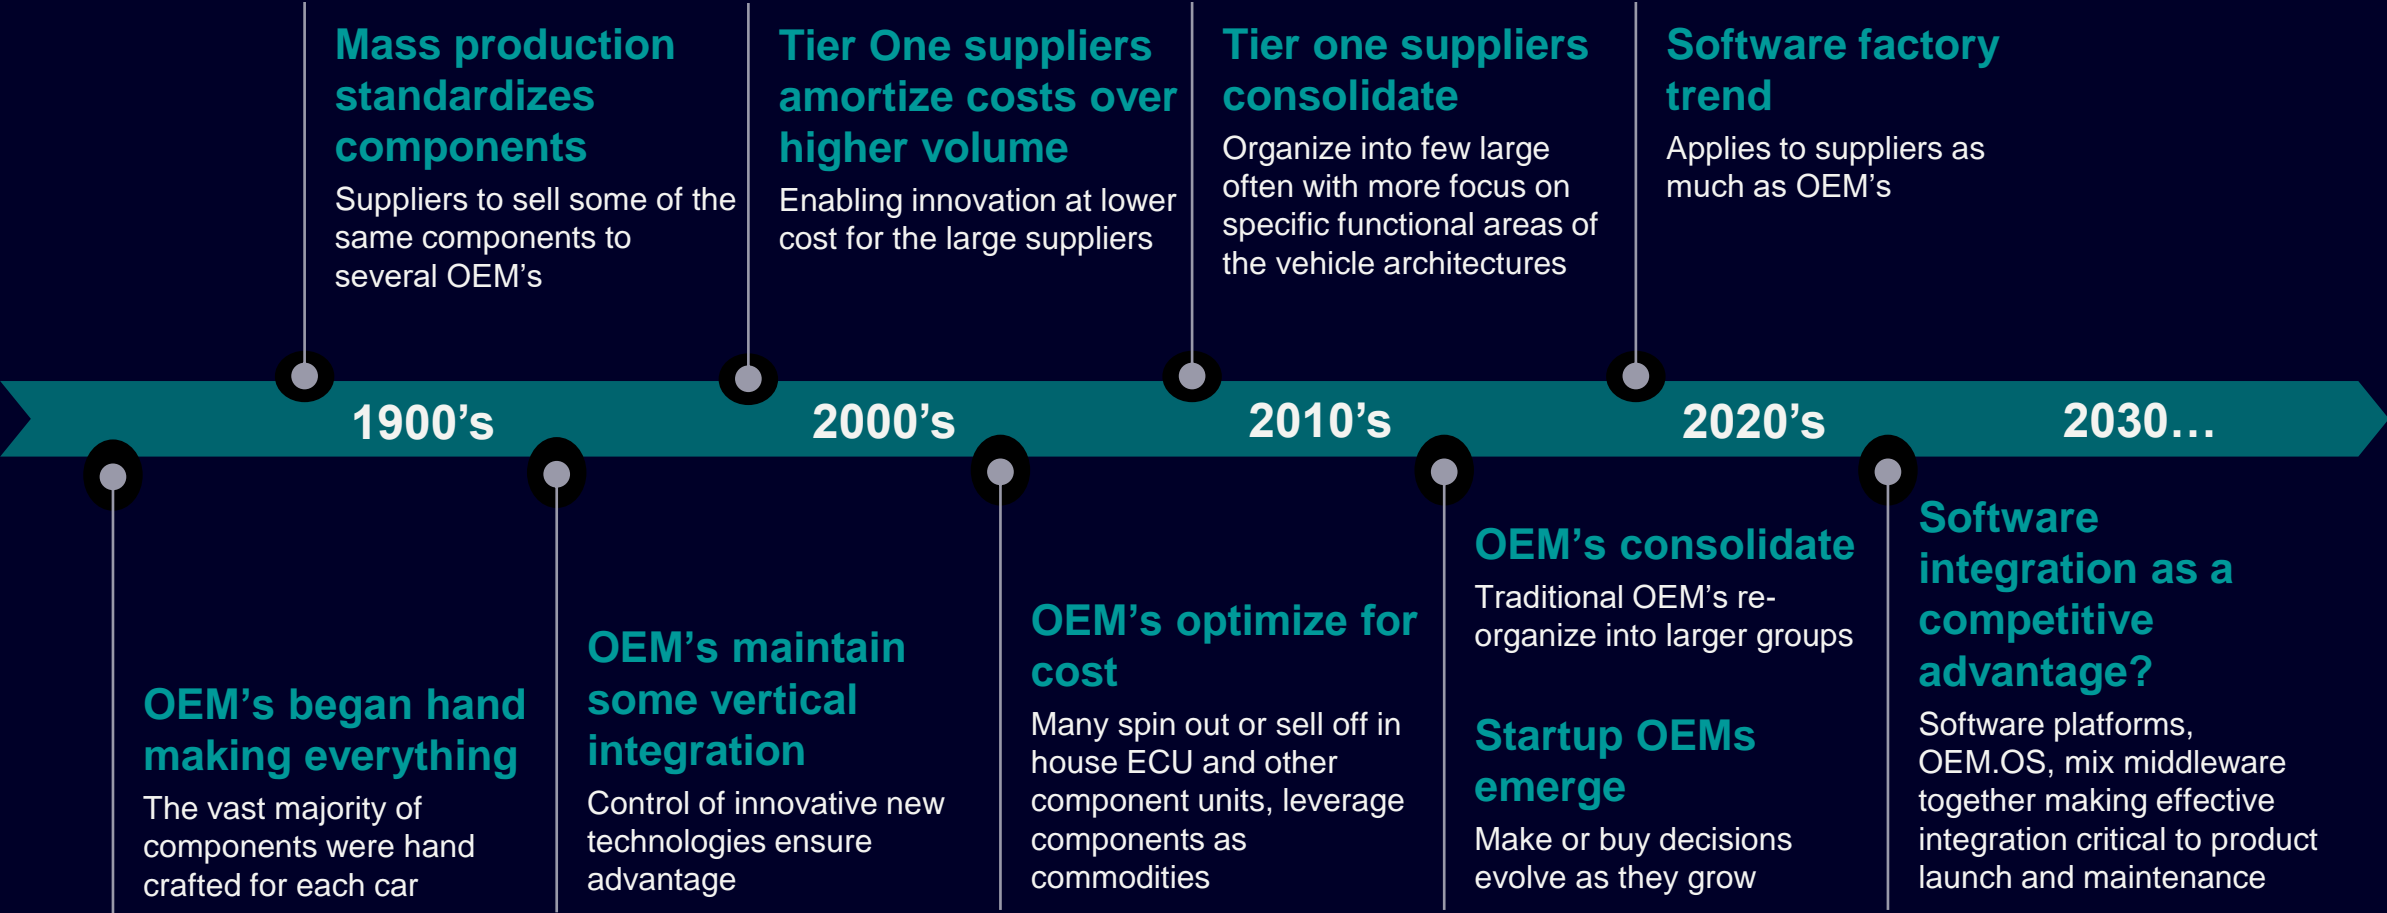 Mass production
standardizes
components
Suppliers to sell some of the
same components to
several OEM’s
Tier One suppliers
amortize costs over
higher volume
Enabling innovation at lower
cost for the large suppliers
Tier one suppliers
consolidate
Organize into few large
often with more focus on
specific functional areas of
the vehicle architectures
Software factory
trend
Applies to suppliers as
much as OEM’s
1900’s
2000’s
2010’s
2020’s
2030…
OEM’s began hand
making everything
The vast majority of
components were hand
crafted for each car
OEM’s maintain
some vertical
integration
Control of innovative new
technologies ensure
advantage
OEM’s optimize for
cost
Many spin out or sell off in
house ECU and other
component units, leverage
components as
commodities
OEM’s consolidate
Traditional OEM’s re-
organize into larger groups
Startup OEMs
emerge
Make or buy decisions
evolve as they grow
Software
integration as a
competitive
advantage?
Software platforms,
OEM.OS, mix middleware
together making effective
integration critical to product
launch and maintenance